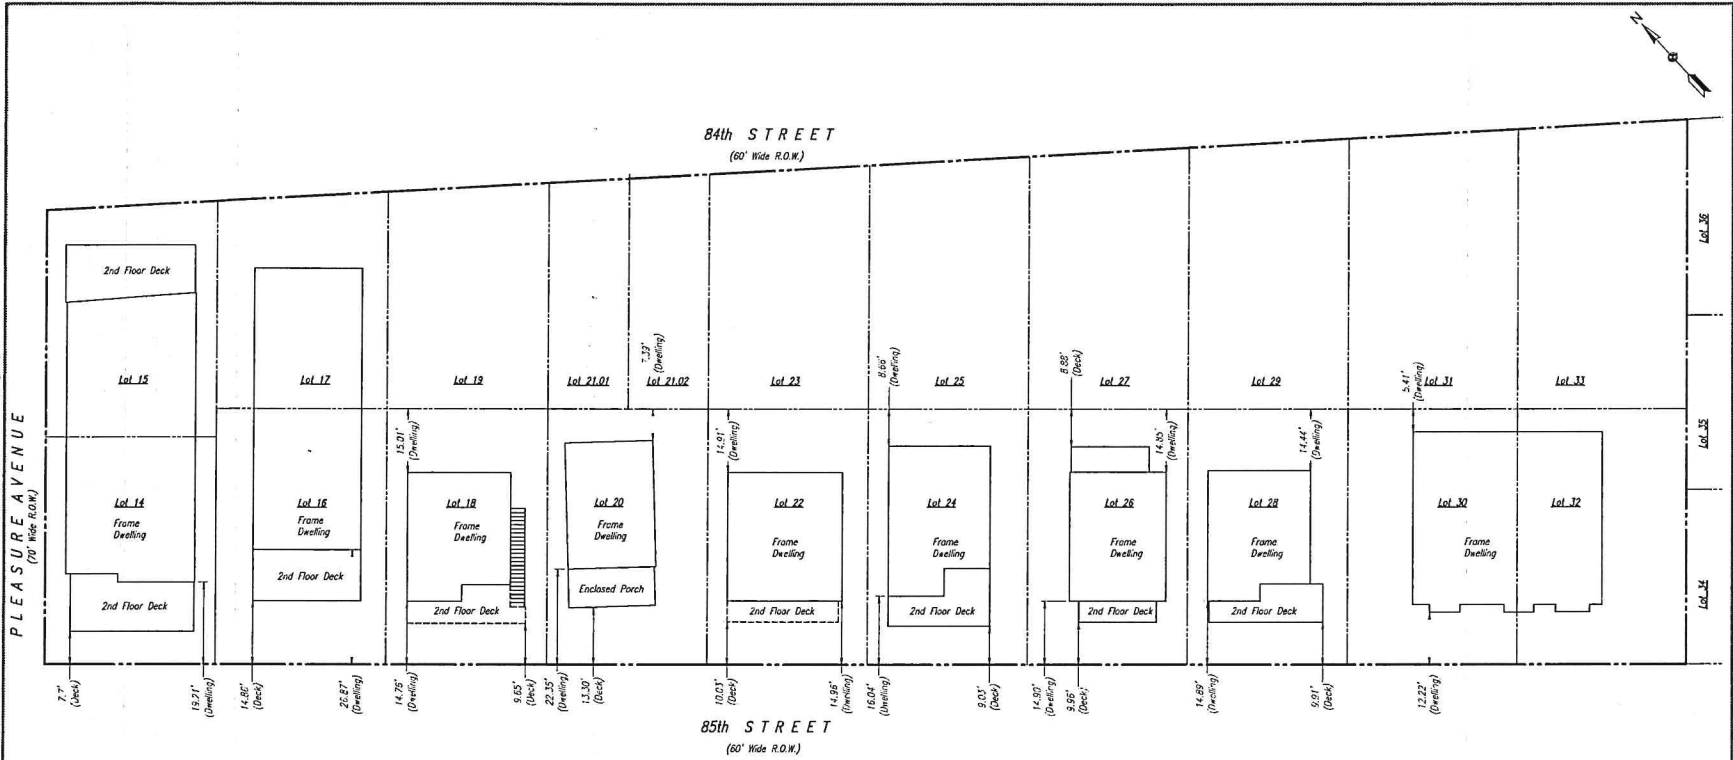 N
84th STREET
(60' Wide R.O.W.)
PLEASURE AVENUE
(70' Wide R.O.W.)
2nd Floor Deck
Lot 15
Lot 17
Lot 19
Lot 21.01
7.39'
(Dwelling)
Lot 21.02
Lot 23
8.66'
(Dwelling)
Lot 25
8.88'
(Deck)
Lot 27
Lot 29
5.41'
(Dwelling)
Lot 31
Lot 33
Lot 36
Lot 35
Lot 34
15.01'
(Dwelling)
14.91'
(Dwelling)
14.85'
(Dwelling)
14.44'
(Dwelling)
Lot 14
Frame
Dwelling
Lot 16
Frame
Dwelling
Lot 18
Frame
Dwelling
Lot 20
Frame
Dwelling
Lot 22
Frame
Dwelling
Lot 24
Frame
Dwelling
Lot 26
Frame
Dwelling
Lot 28
Frame
Dwelling
Lot 30
Lot 32
Frame
Dwelling
2nd Floor Deck
2nd Floor Deck
2nd Floor Deck
Enclosed Porch
2nd Floor Deck
2nd Floor Deck
2nd Floor Deck
2nd Floor Deck
7.7'
(Deck)
19.21'
(Dwelling)
14.86'
(Deck)
26.87'
(Dwelling)
14.76'
(Dwelling)
9.65'
(Deck)
22.35'
(Dwelling)
13.30'
(Deck)
10.03'
(Deck)
14.96'
(Dwelling)
16.04'
(Dwelling)
9.03'
(Deck)
14.90'
(Dwelling)
9.96'
(Deck)
14.89'
(Dwelling)
9.91'
(Deck)
12.22'
(Dwelling)
85th STREET
(60' Wide R.O.W.)